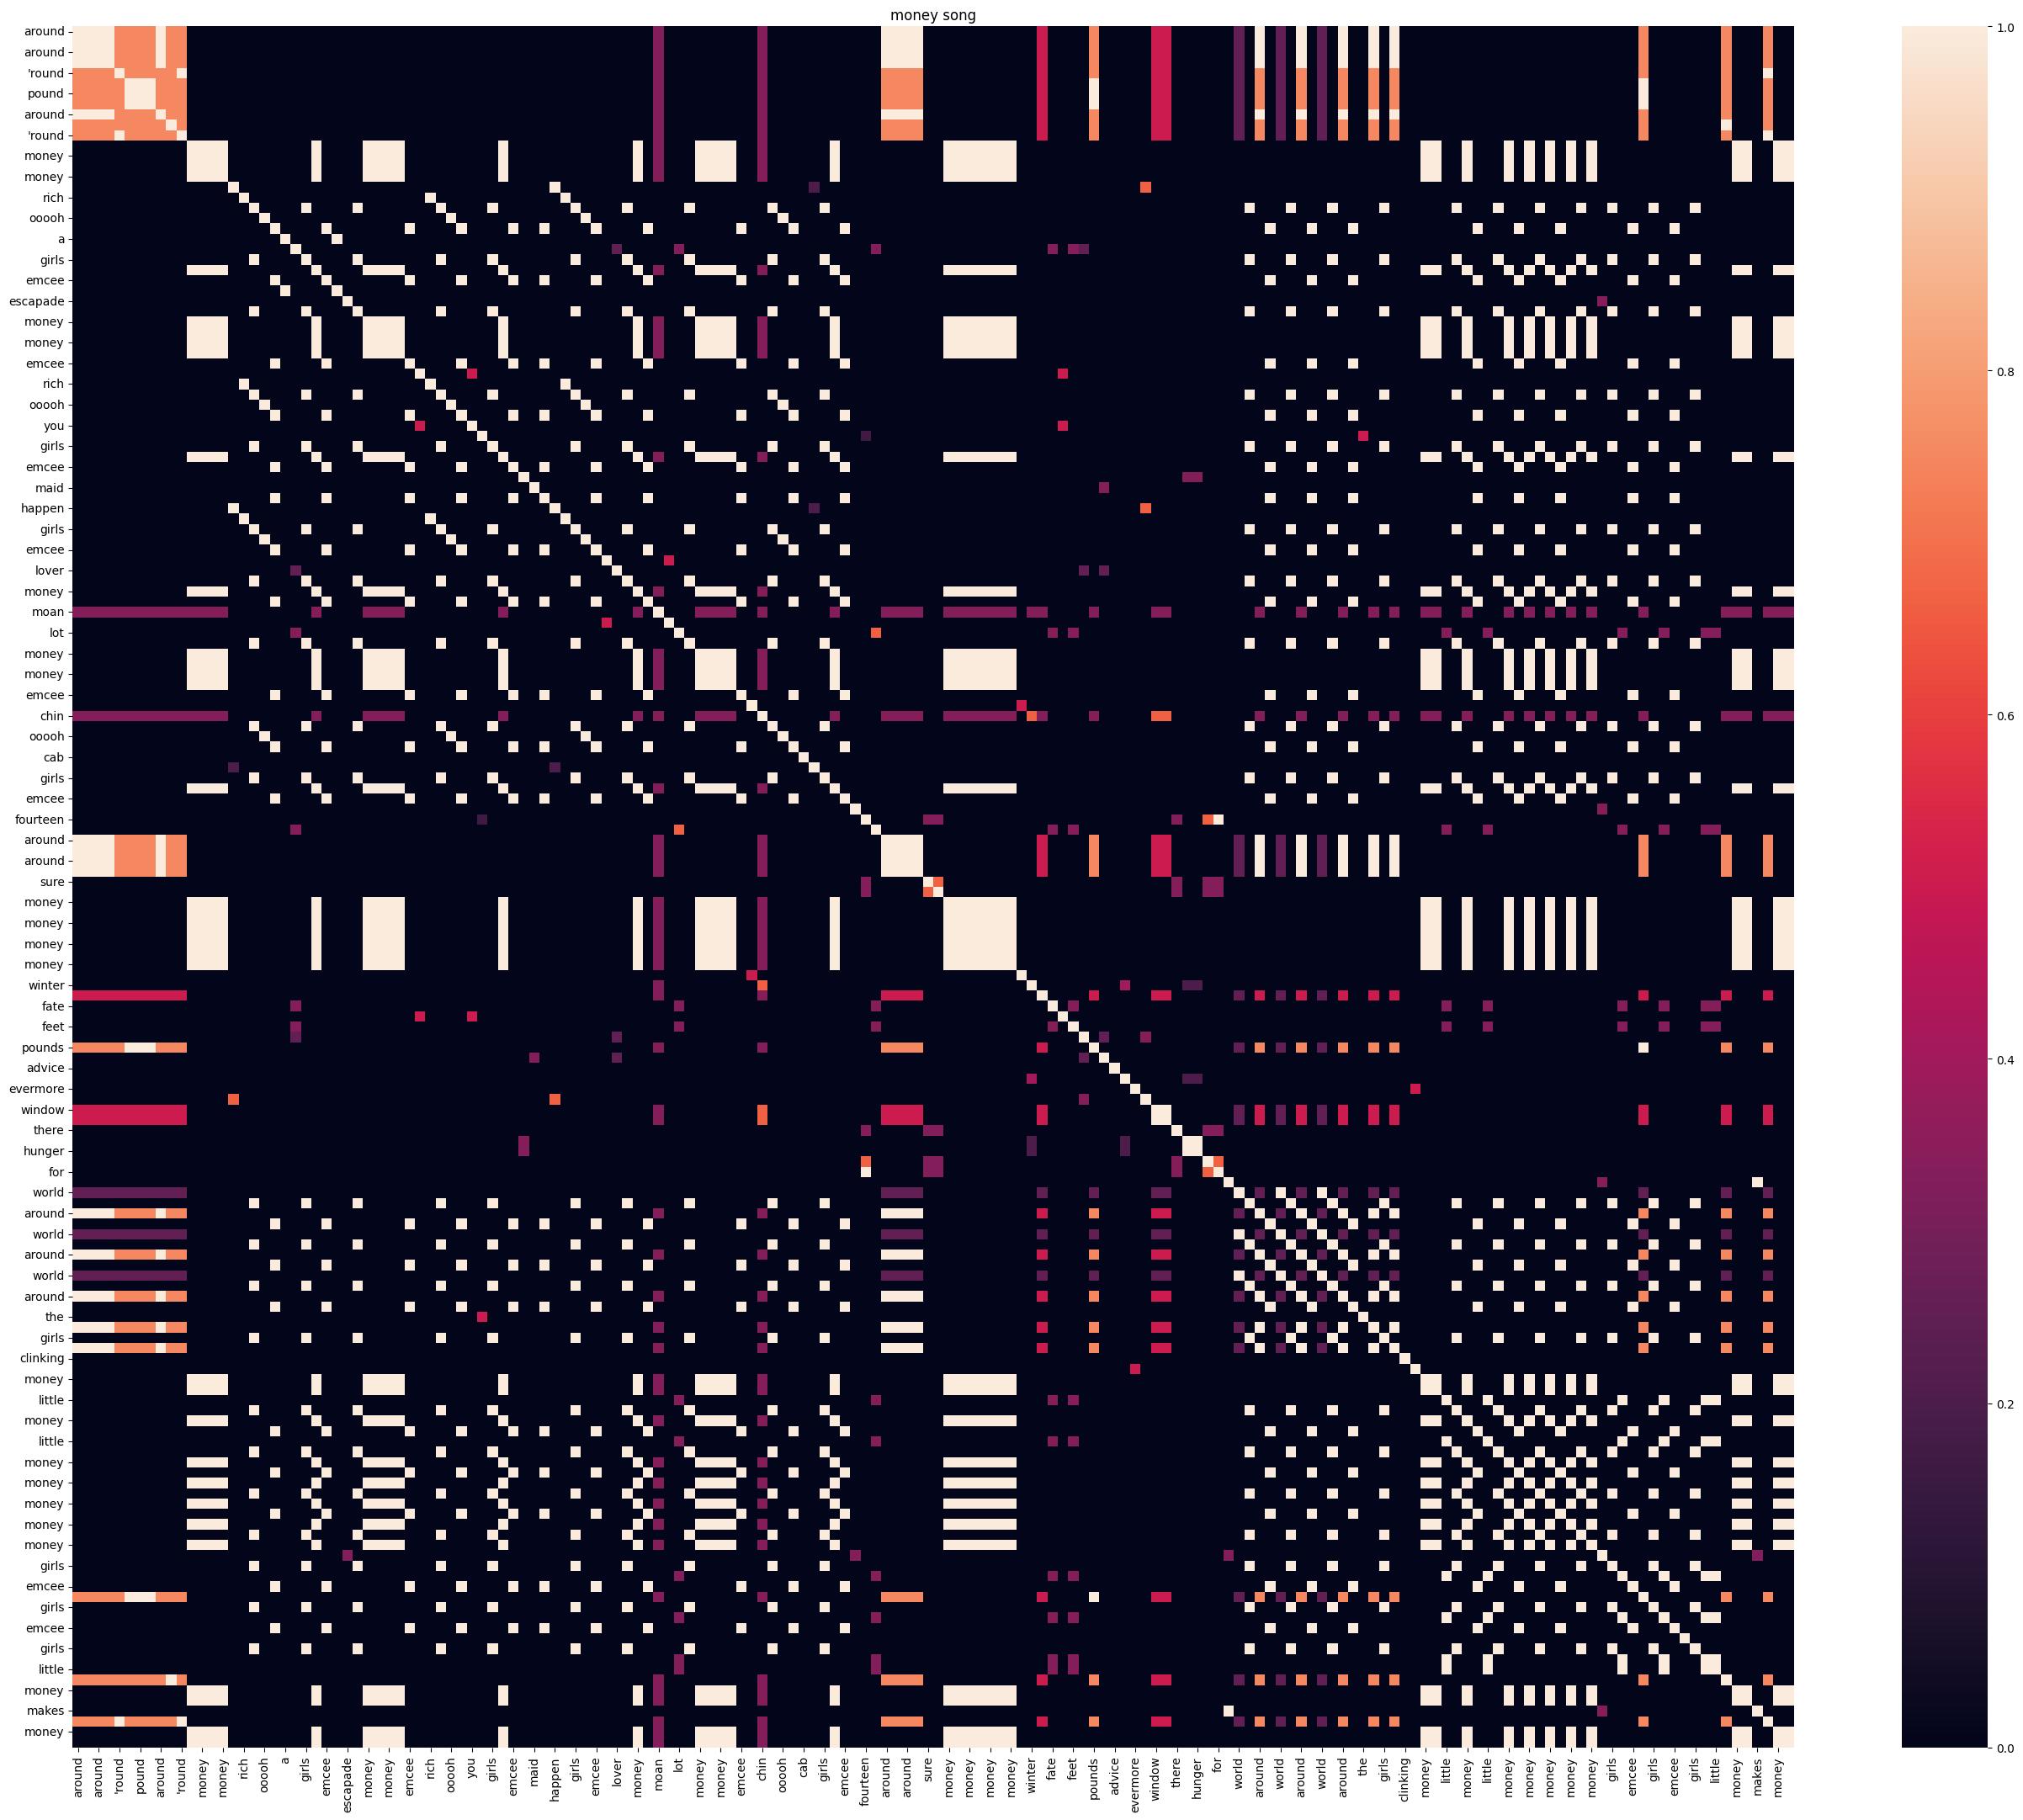 money song
around
around
'round
pound
around
'round
money
money
rich
ooooh
a
girls
emcee
escapade
money
money
emcee
rich
ooooh
you
girls
emcee
maid
happen
girls
emcee
lover
money
moan
lot
money
money
emcee
chin
ooooh
cab
girls
emcee
fourteen
around
around
sure
money
money
money
money
winter
fate
feet
pounds
advice
evermore
window
there
hunger
for
world
around
world
around
world
around
the
girls
clinking
money
little
money
little
money
money
money
money
money
girls
emcee
girls
emcee
girls
little
money
makes
money
around
around
'round
pound
around
'round
money
money
rich
ooooh
a
girls
emcee
escapade
money
money
emcee
rich
ooooh
you
girls
emcee
maid
happen
girls
emcee
lover
money
moan
lot
money
money
emcee
chin
ooooh
cab
girls
emcee
fourteen
around
around
sure
money
money
money
money
winter
fate
feet
pounds
advice
evermore
window
there
hunger
for
world
around
world
around
world
around
the
girls
clinking
money
little
money
little
money
money
money
money
money
girls
emcee
girls
emcee
girls
little
money
makes
money
1.0
0.8
0.6
0.4
0.2
0.0